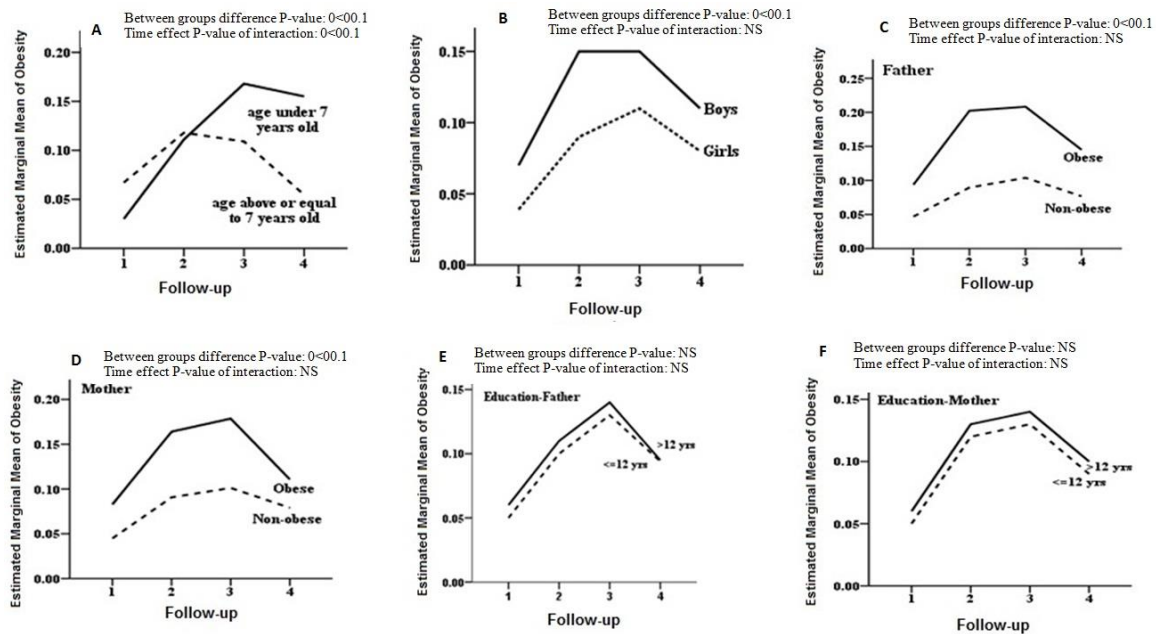 A
Between groups difference P-value: 0<00.1
Time effect P-value of interaction: 0<00.1
Estimated Marginal Mean of Obesity
0.20
0.15
0.10
0.05
0.00
age under 7
years old
age above or equal
to 7 years old
1 2 3 4
Follow-up
B
Between groups difference P-value: 0<00.1
Time effect P-value of interaction: NS
Estimated Marginal Mean of Obesity
0.15
0.10
0.05
0.00
Boys
Girls
1 2 3 4
Follow-up
C
Between groups difference P-value: 0<00.1
Time effect P-value of interaction: NS
Father
Estimated Marginal Mean of Obesity
0.25
0.20
0.15
0.10
0.05
0.00
Obese
Non-obese
1 2 3 4
Follow-up
D
Between groups difference P-value: 0<00.1
Time effect P-value of interaction: NS
Mother
Estimated Marginal Mean of Obesity
0.20
0.15
0.10
0.05
0.00
Obese
Non-obese
1 2 3 4
Follow-up
E
Between groups difference P-value: NS
Time effect P-value of interaction: NS
Education-Father
Estimated Marginal Mean of Obesity
0.15
0.10
0.05
0.00
>12 yrs
<=12 yrs
1 2 3 4
Follow-up
F
Between groups difference P-value: NS
Time effect P-value of interaction: NS
Education-Mother
Estimated Marginal Mean of Obesity
0.15
0.10
0.05
0.00
>12 yrs
<=12 yrs
1 2 3 4
Follow-up